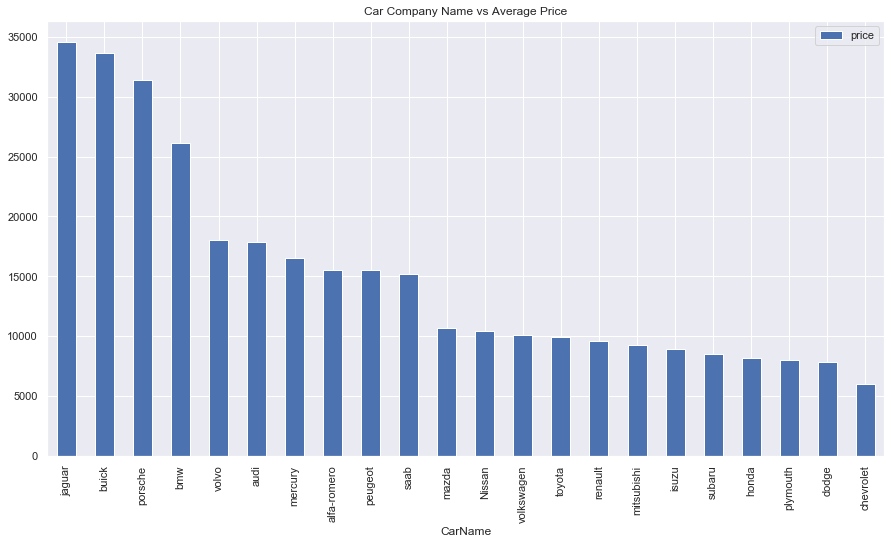 Car Company Name vs Average Price
price
35000
30000
25000
20000
15000
10000
5000
0
jaguar
buick
porsche
bmw
volvo
audi
mercury
alfa-romero
peugeot
saab
mazda
Nissan
volkswagen
toyota
renault
mitsubishi
isuzu
subaru
honda
plymouth
dodge
chevrolet
CarName